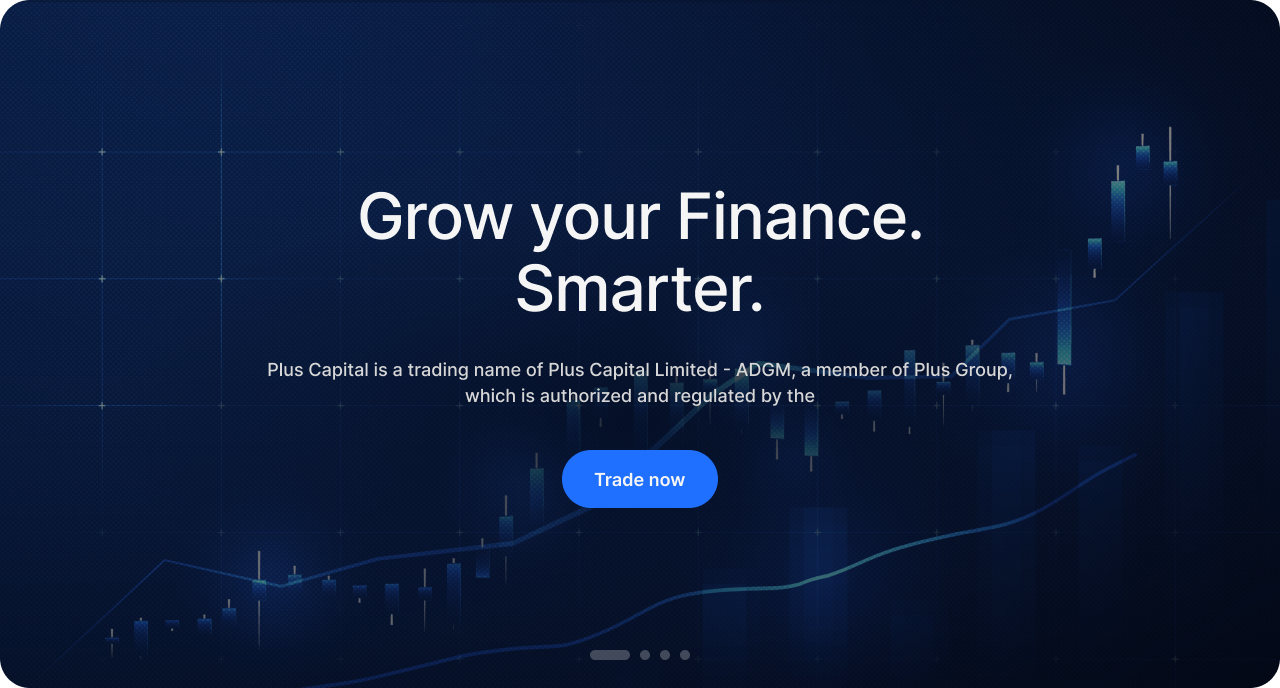 Grow your Finance.
Smarter.
Plus Capital is a trading name of Plus Capital Limited - ADGM, a member of Plus Group,
which is authorized and regulated by the
Trade now